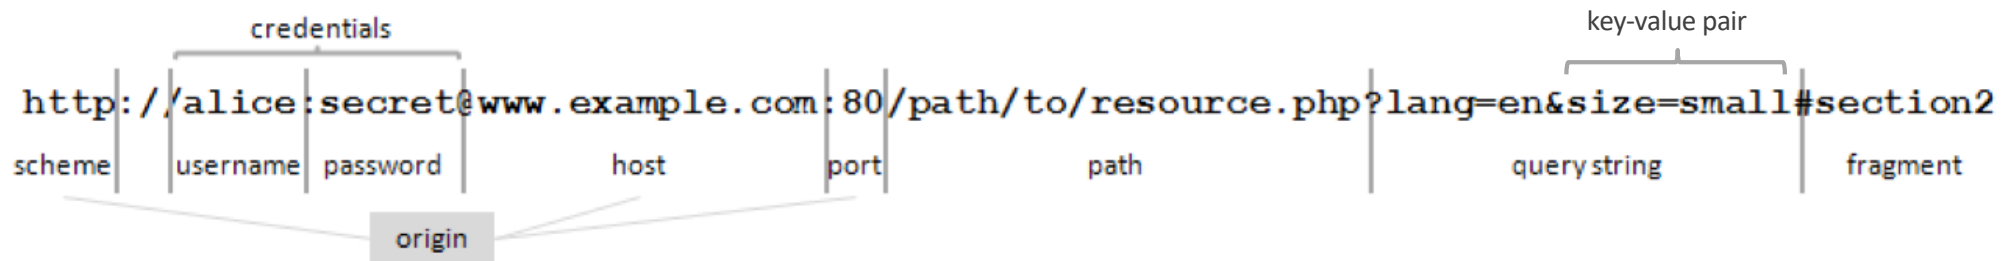 credentials
key-value pair
http://alice:secret@www.example.com:80/path/to/resource.php?lang=en&size=small#section2
scheme username password host port path query string fragment
origin